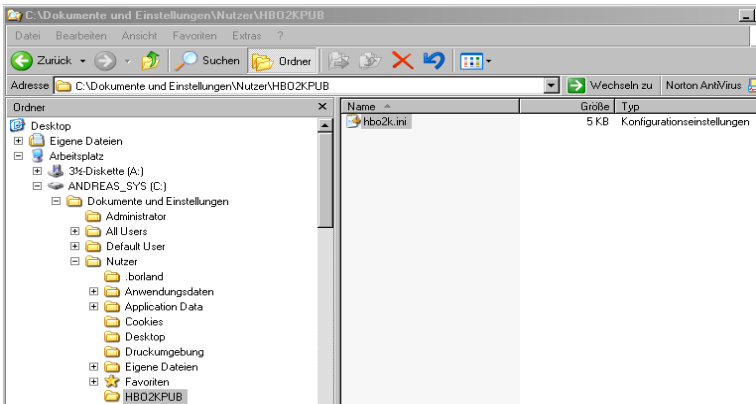 C:\Dokumente und Einstellungen\Nutzer\HBO2KPUB
Datei Bearbeiten Ansicht Favoriten Extras ?
Zurück Suchen Ordner
Adresse C:\Dokumente und Einstellungen\Nutzer\HBO2KPUB Wechseln zu Norton AntiVirus
Ordner
Desktop
Eigene Dateien
Arbeitsplatz
3½-Diskette (A:)
ANDREAS_SYS (C:)
Dokumente und Einstellungen
Administrator
All Users
Default User
Nutzer
.borland
Anwendungsdaten
Application Data
Cookies
Desktop
Druckumgebung
Eigene Dateien
Favoriten
HBO2KPUB
Name Größe Typ
hbo2k.ini 5 KB Konfigurationseinstellungen